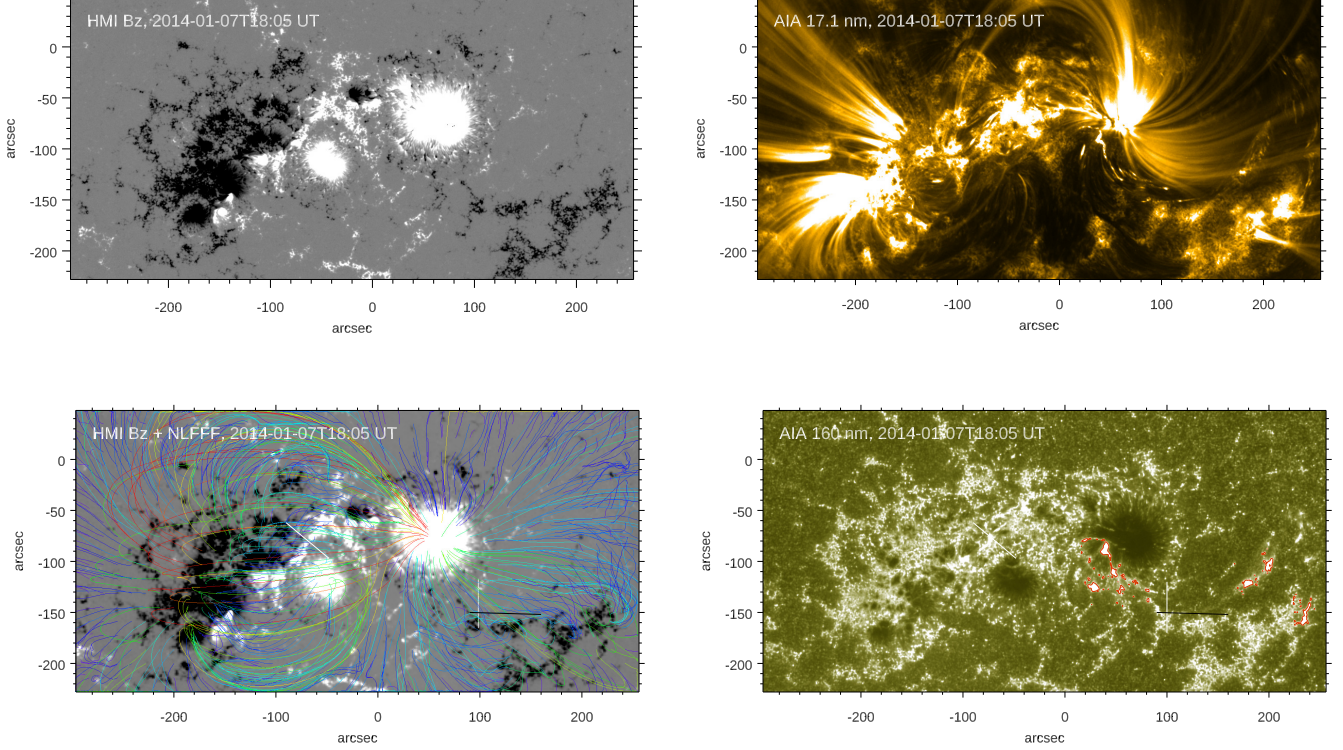 HMI Bz, 2014-01-07T18:05 UT
0
-50
-100
-150
-200
arcsec
-200 -100 0 100 200
arcsec
AIA 17.1 nm, 2014-01-07T18:05 UT
0
-50
-100
-150
-200
arcsec
-200 -100 0 100 200
arcsec
HMI Bz + NLFFF, 2014-01-07T18:05 UT
0
-50
-100
-150
-200
arcsec
-200 -100 0 100 200
arcsec
AIA 160 nm, 2014-01-07T18:05 UT
0
-50
-100
-150
-200
arcsec
-200 -100 0 100 200
arcsec